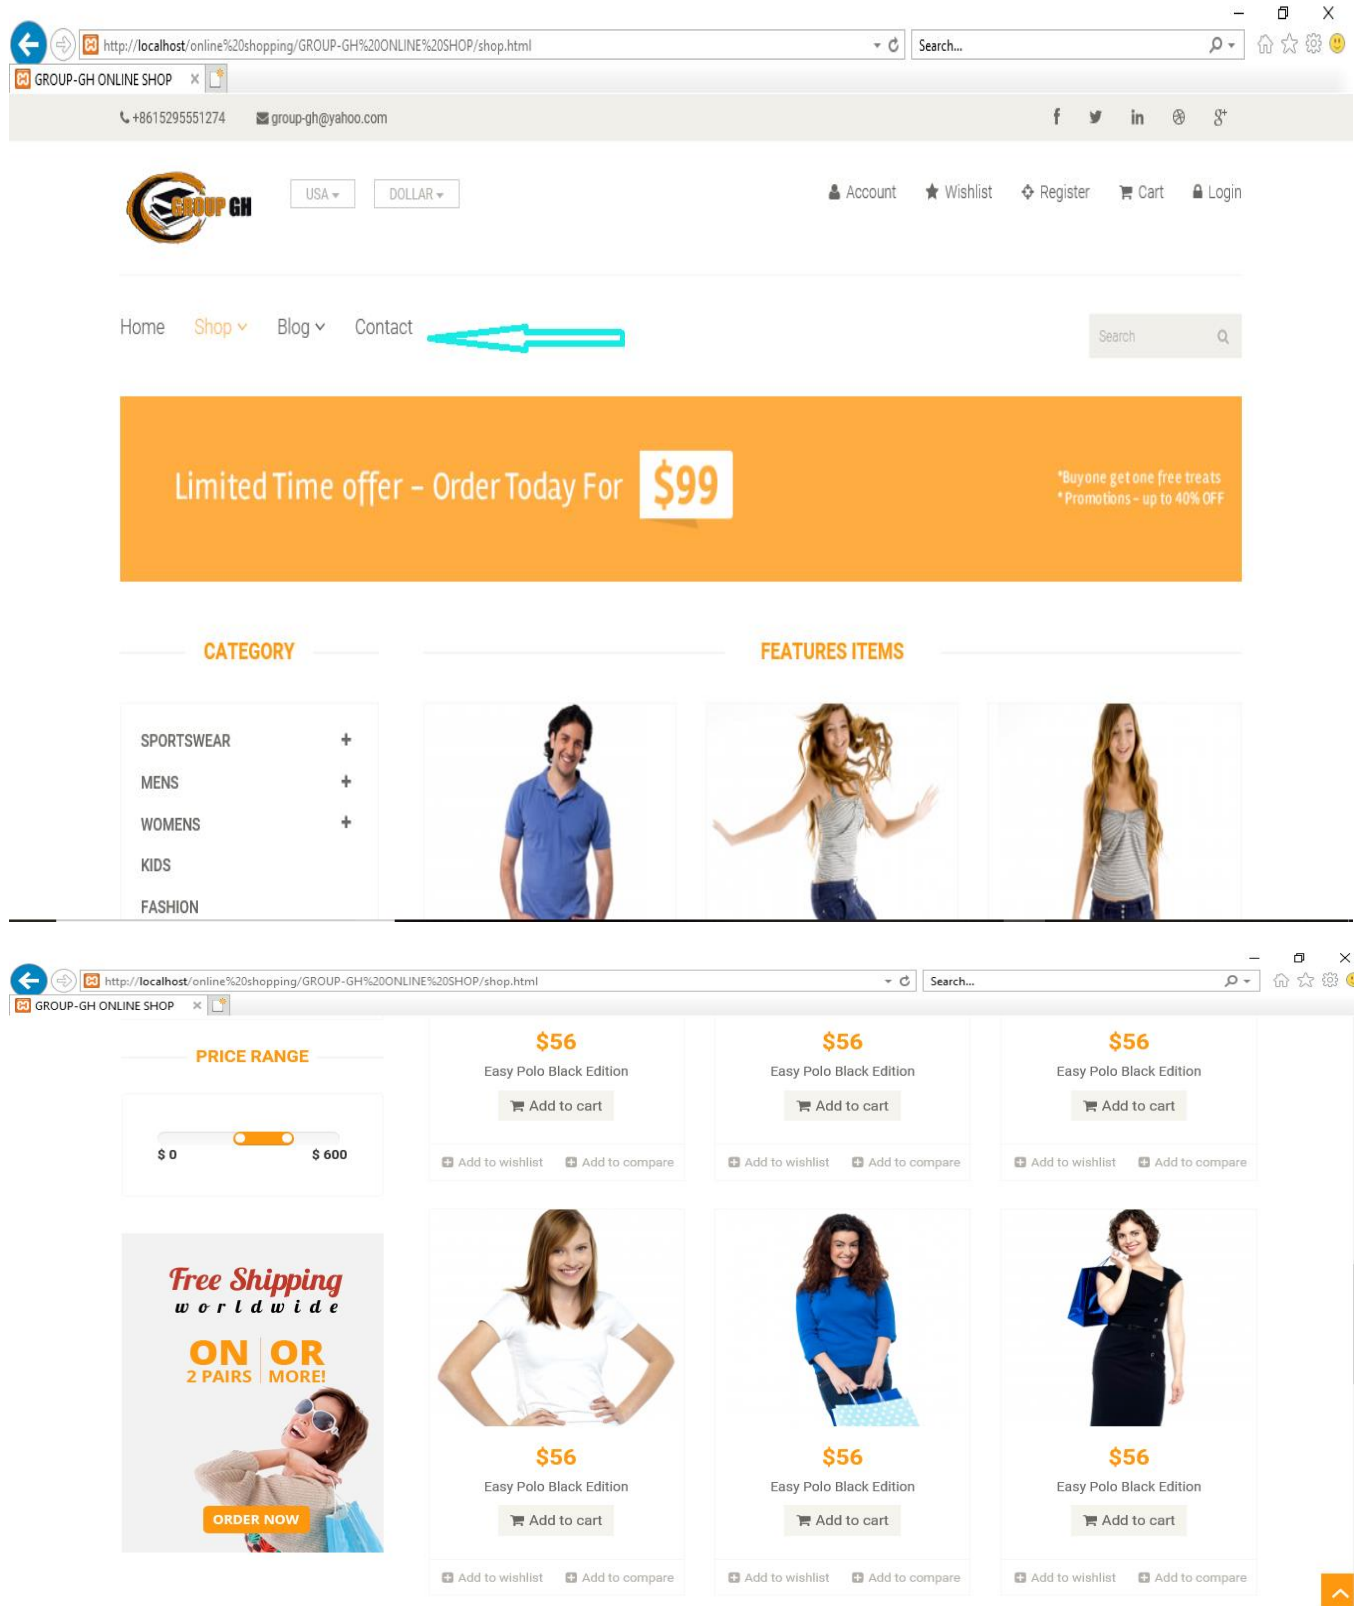 http://localhost/online%20shopping/GROUP-GH%20ONLINE%20SHOP/shop.html
Search...
GROUP-GH ONLINE SHOP
+8615295551274 group-gh@yahoo.com
f in g+
GROUP GH
USA DOLLAR
Account Wishlist Register Cart Login
Home Shop Blog Contact
Search
Limited Time offer – Order Today For $99
*Buyone get one free treats
*Promotions – up to 40% OFF
CATEGORY
FEATURES ITEMS
SPORTSWEAR +
MENS +
WOMENS +
KIDS
FASHION
http://localhost/online%20shopping/GROUP-GH%20ONLINE%20SHOP/shop.html
Search...
GROUP-GH ONLINE SHOP
PRICE RANGE
$ 0 $ 600
$56 $56 $56
Easy Polo Black Edition Easy Polo Black Edition Easy Polo Black Edition
Add to cart Add to cart Add to cart
Add to wishlist Add to compare Add to wishlist Add to compare Add to wishlist Add to compare
Free Shipping
worldwide
ON OR
2 PAIRS MORE!
ORDER NOW
$56 $56 $56
Easy Polo Black Edition Easy Polo Black Edition Easy Polo Black Edition
Add to cart Add to cart Add to cart
Add to wishlist Add to compare Add to wishlist Add to compare Add to wishlist Add to compare